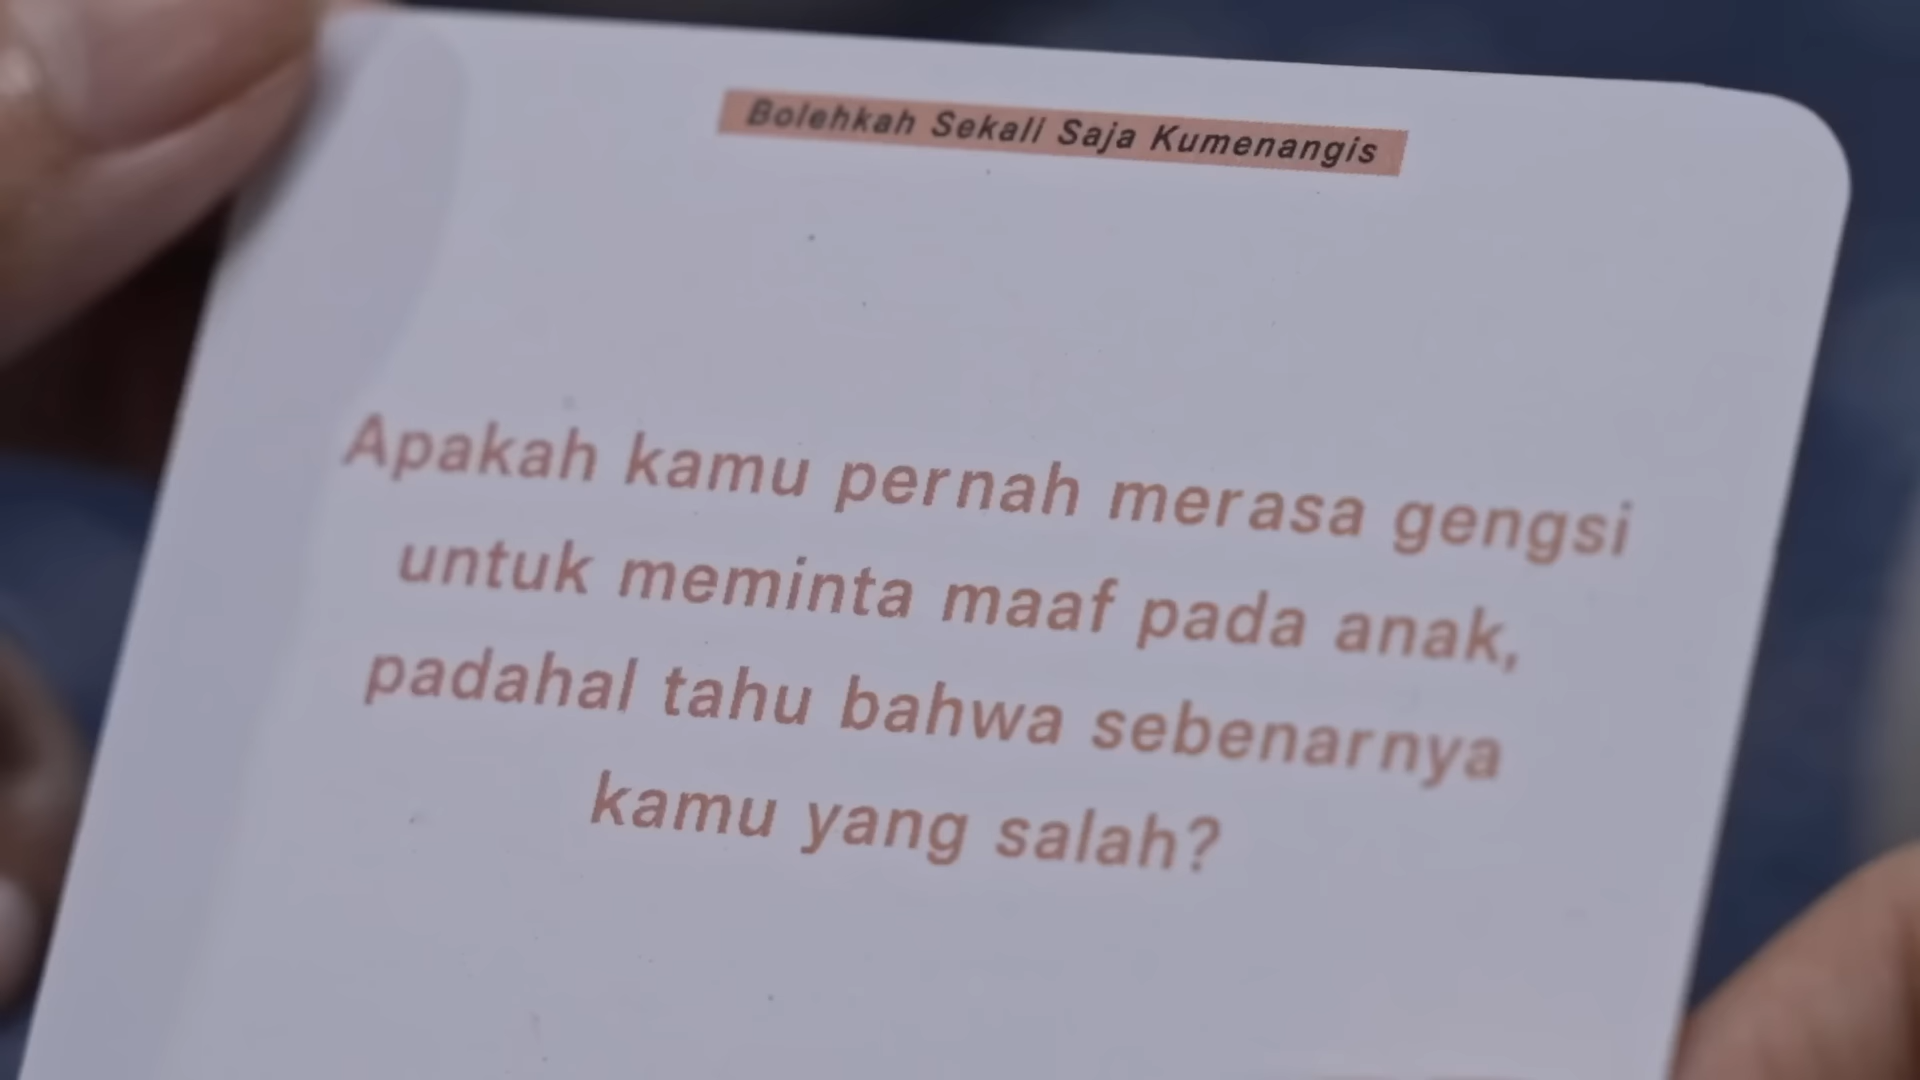 Bolehkah Sekali Saja Kumenangis
Apakah kamu pernah merasa gengsi
untuk meminta maaf pada anak,
padahal tahu bahwa sebenarnya
kamu yang salah?